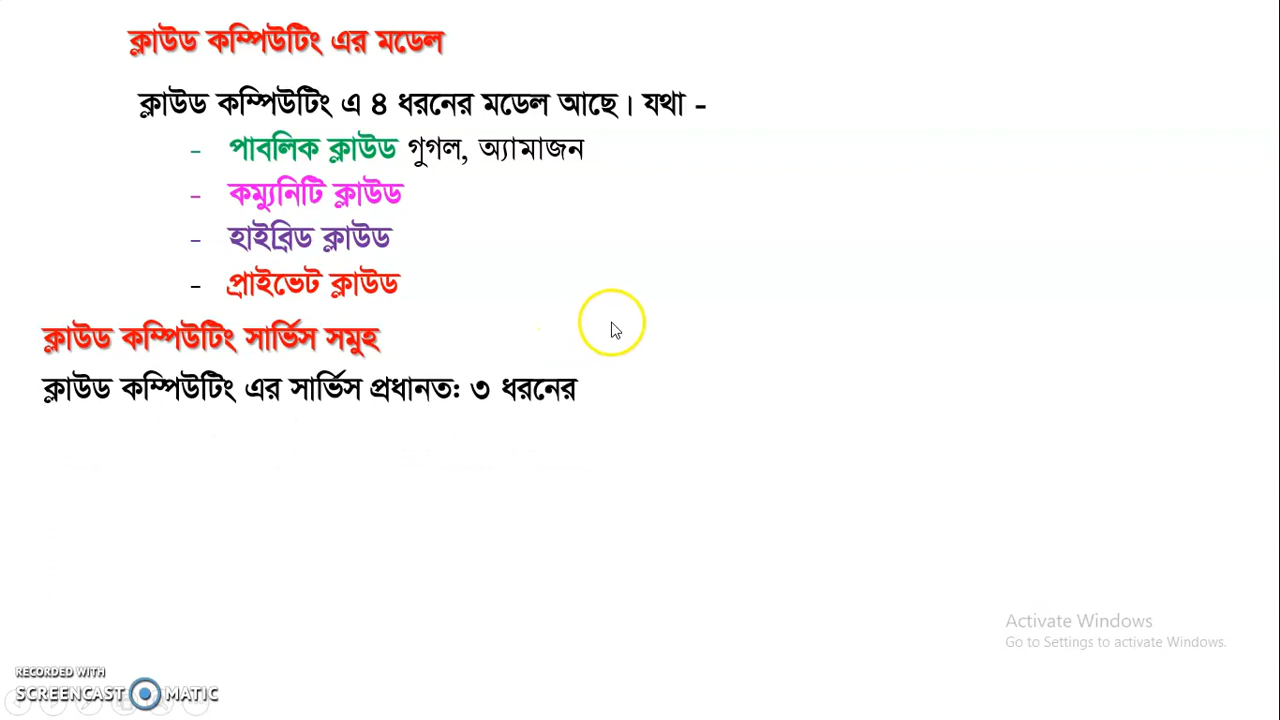 ক্লাউড কম্পিউটিং এর মডেল
ক্লাউড কম্পিউটিং এ ৪ ধরনের মডেল আছে। যথা -
- পাবলিক ক্লাউড গুগল, অ্যামাজন
- কম্যুনিটি ক্লাউড
- হাইব্রিড ক্লাউড
- প্রাইভেট ক্লাউড
ক্লাউড কম্পিউটিং সার্ভিস সমুহ
ক্লাউড কম্পিউটিং এর সার্ভিস প্রধানত: ৩ ধরনের
Activate Windows
Go to Settings to activate Windows.
RECORDED WITH
SCREENCAST MATIC